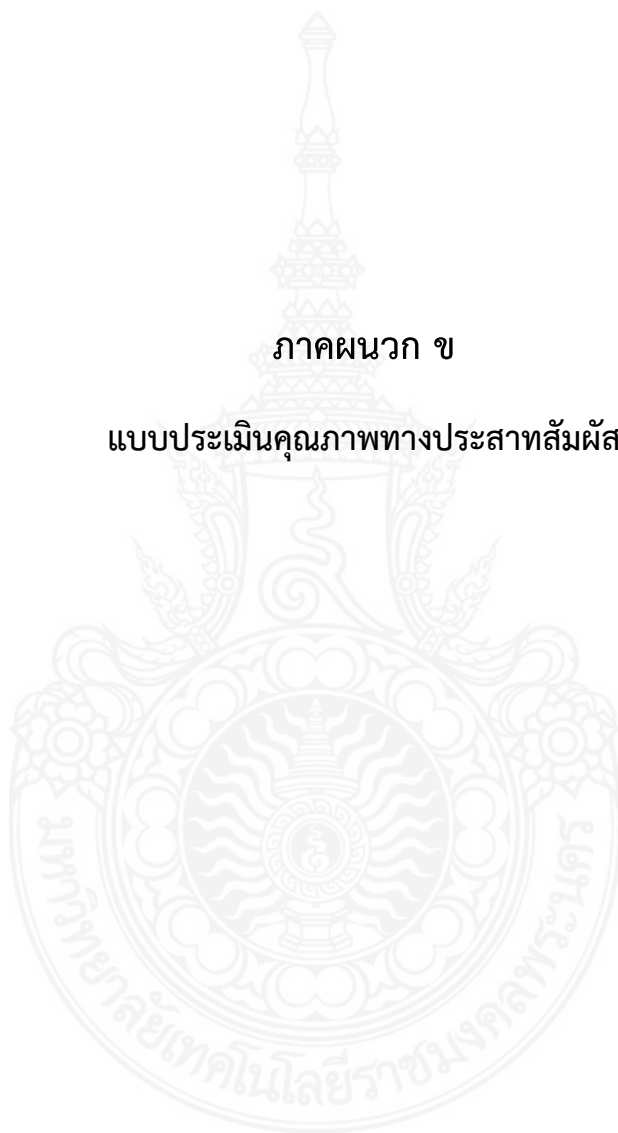 ภาคผนวก ข
แบบประเมินคุณภาพทางประสาทสัมผัส
มหาวิทยาลัยเทคโนโลยีราชมงคลพระนคร